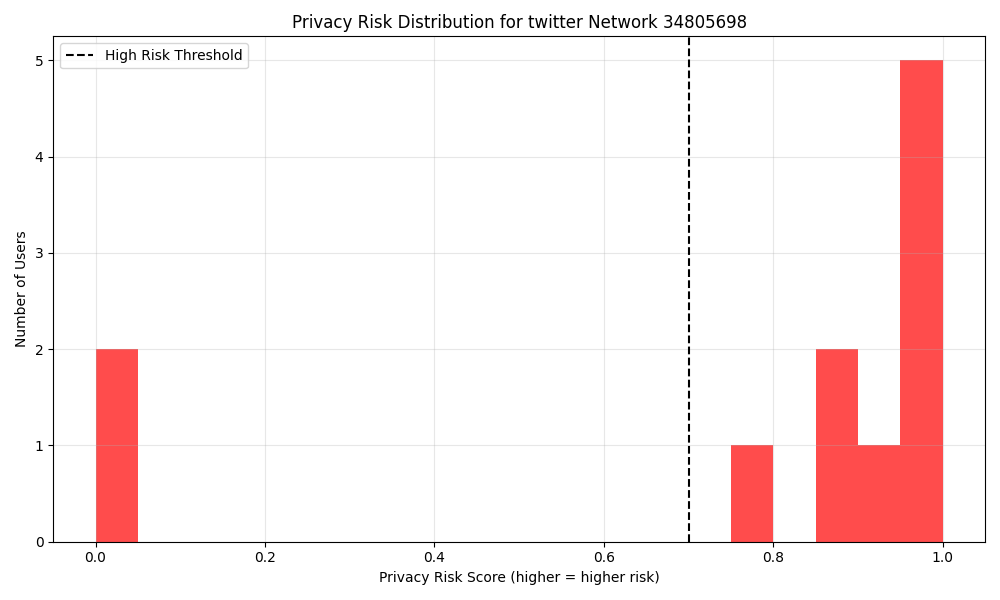 Privacy Risk Distribution for twitter Network 34805698
High Risk Threshold
5
4
3
2
1
0
Number of Users
0.0 0.2 0.4 0.6 0.8 1.0
Privacy Risk Score (higher = higher risk)